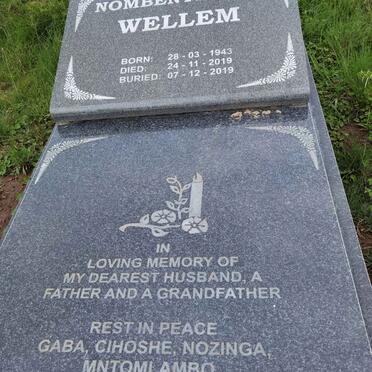 WELLEM
BORN: 28 - 03 - 1943
DIED: 24 - 11 - 2019
BURIED: 07 - 12 - 2019
IN
LOVING MEMORY OF
MY DEAREST HUSBAND, A
FATHER AND A GRANDFATHER
REST IN PEACE
GABA, CIHOSHE, NOZINGA,
MNTOMLAMBO